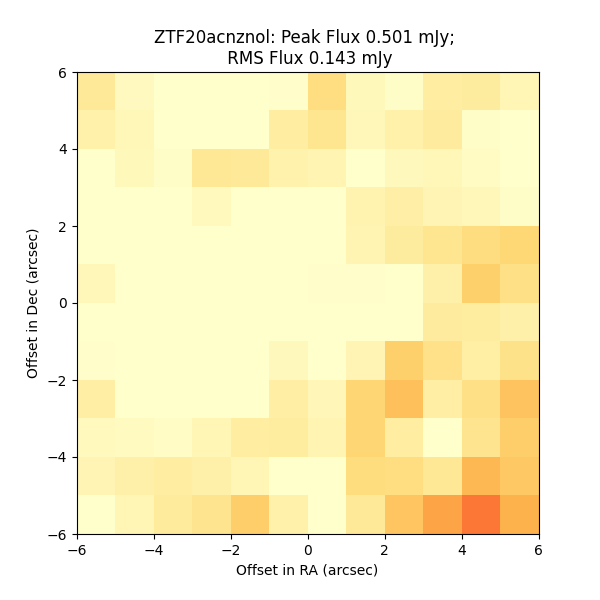 ZTF20acnznol: Peak Flux 0.501 mJy;
RMS Flux 0.143 mJy
6
4
2
0
−2
−4
−6
Offset in Dec (arcsec)
−6 −4 −2 0 2 4 6
Offset in RA (arcsec)